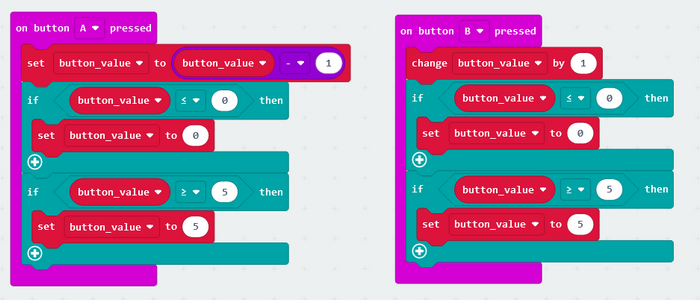 on button A pressed
set button_value to button_value - 1
if button_value ≤ 0 then
set button_value to 0
if button_value ≥ 5 then
set button_value to 5
on button B pressed
change button_value by 1
if button_value ≤ 0 then
set button_value to 0
if button_value ≥ 5 then
set button_value to 5